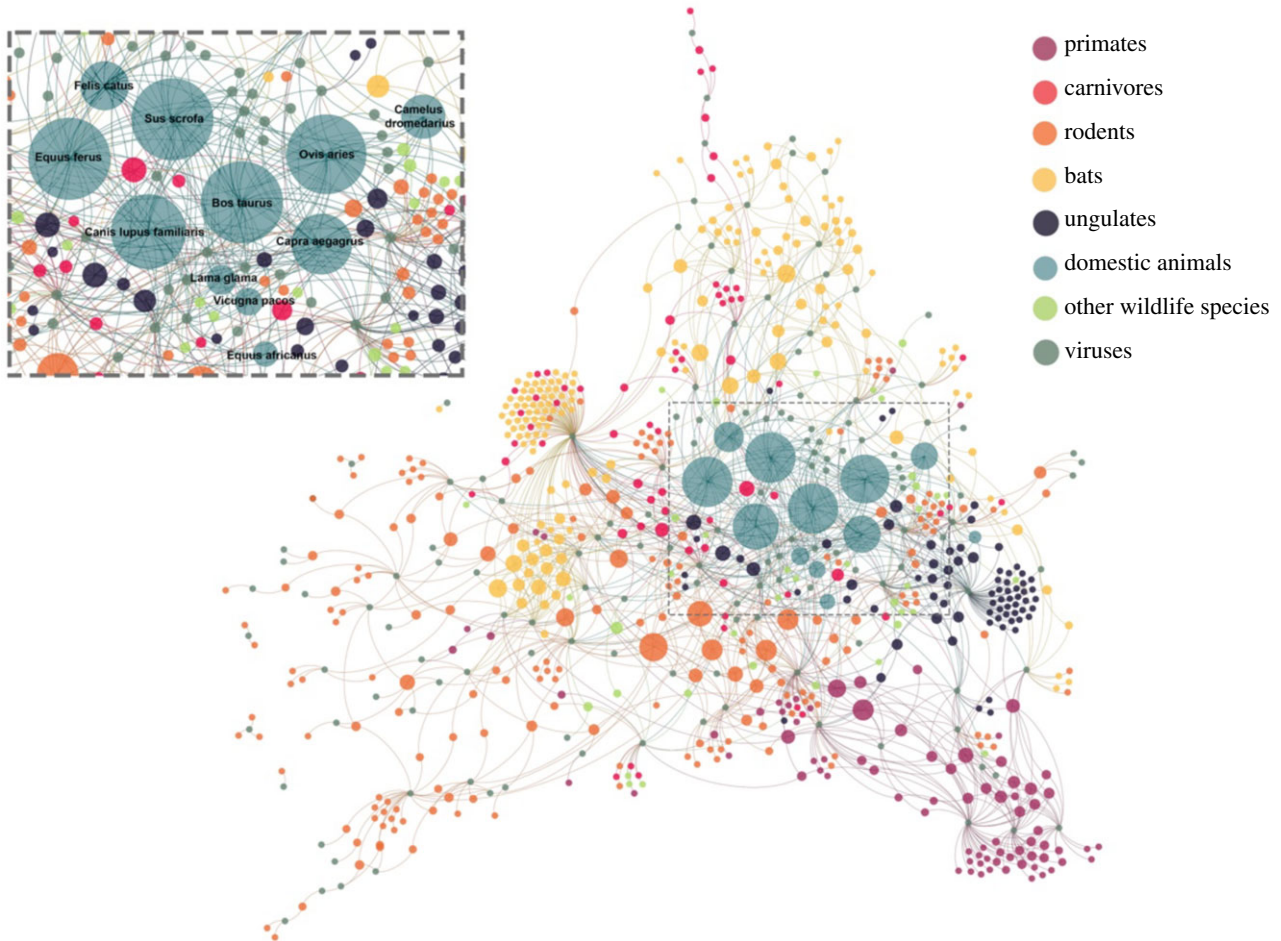 Felis catus
Sus scrofa
Camelus
dromedarius
Equus ferus
Ovis aries
Bos taurus
Canis lupus familiaris
Capra aegagrus
Lama glama
Vicugna pacos
Equus africanus
primates
carnivores
rodents
bats
ungulates
domestic animals
other wildlife species
viruses